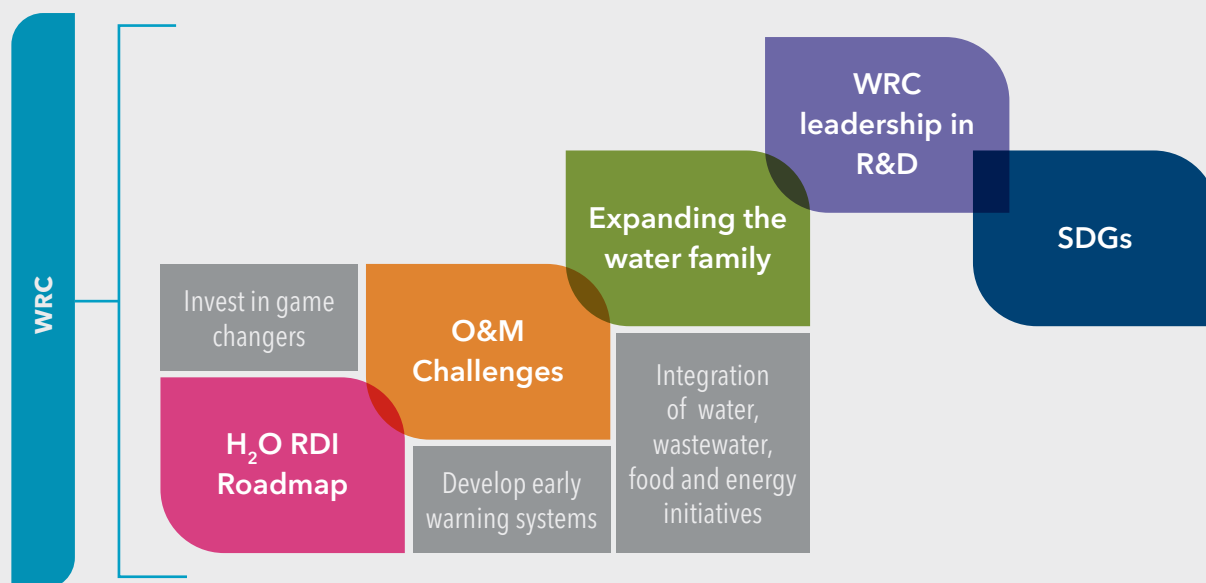 WRC
WRC
leadership in
R&D
SDGs
Expanding the
water family
Invest in game
changers
O&M
Challenges
Integration
of water,
wastewater,
food and energy
initiatives
H₂O RDI
Roadmap
Develop early
warning systems